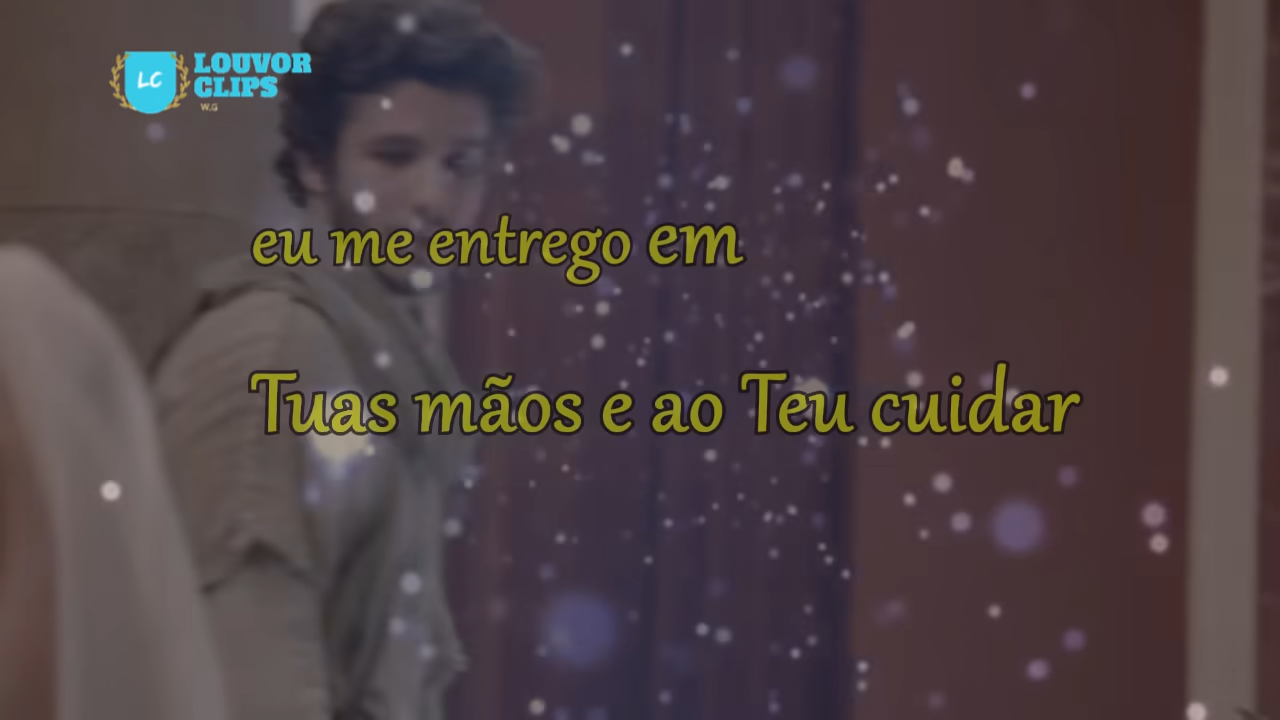 LC
LOUVOR
CLIPS
W.G
eu me entrego em
Tuas mãos e ao Teu cuidar